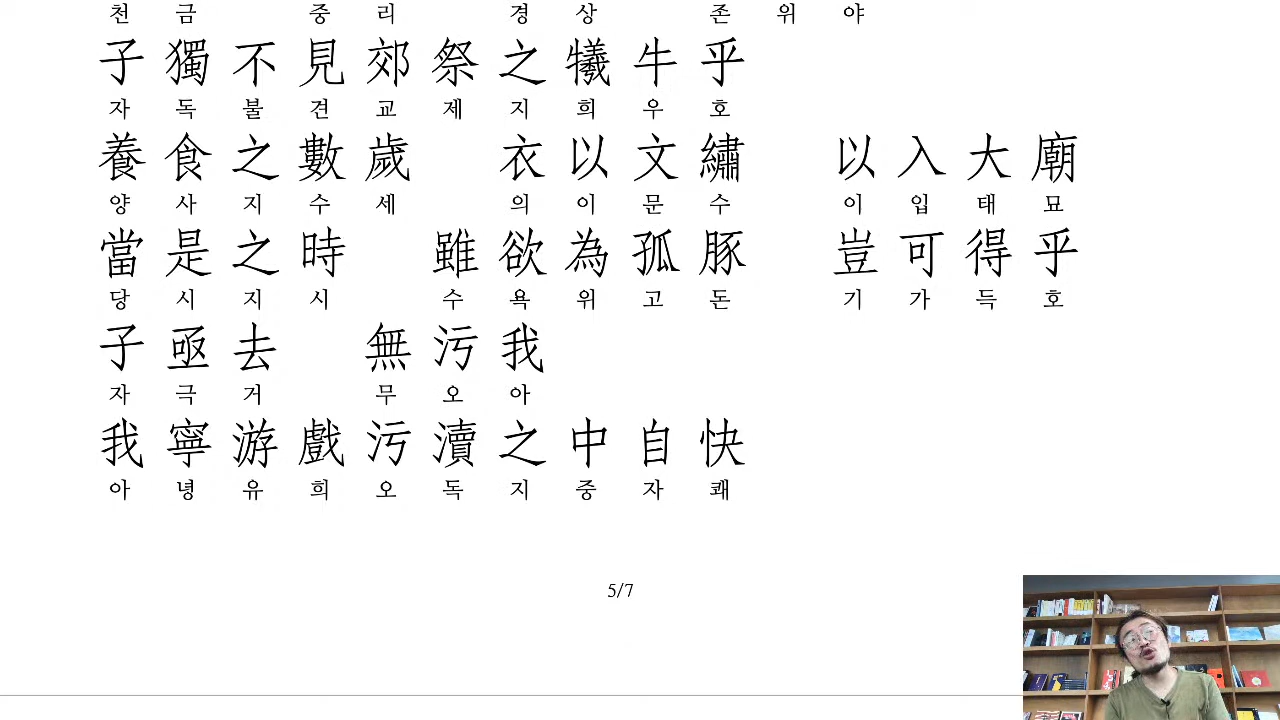 천 금 중 리 경 상 존 위 야
子 獨 不 見 郊 祭 之 犧 牛 乎
자 독 불 견 교 제 지 희 우 호
養 食 之 數 歲 衣 以 文 繡 以 入 大 廟
양 사 지 수 세 의 이 문 수 이 입 태 묘
當 是 之 時 雖 欲 為 孤 豚 豈 可 得 乎
당 시 지 시 수 욕 위 고 돈 기 가 득 호
子 亟 去 無 污 我
자 극 거 무 오 아
我 寧 游 戲 污 瀆 之 中 自 快
아 녕 유 희 오 독 지 중 자 쾌
5/7